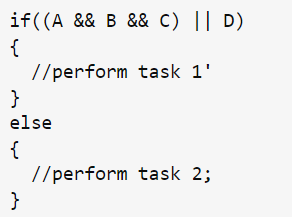 if((A && B && C) || D)
{
  //perform task 1'
}
else
{
  //perform task 2;
}